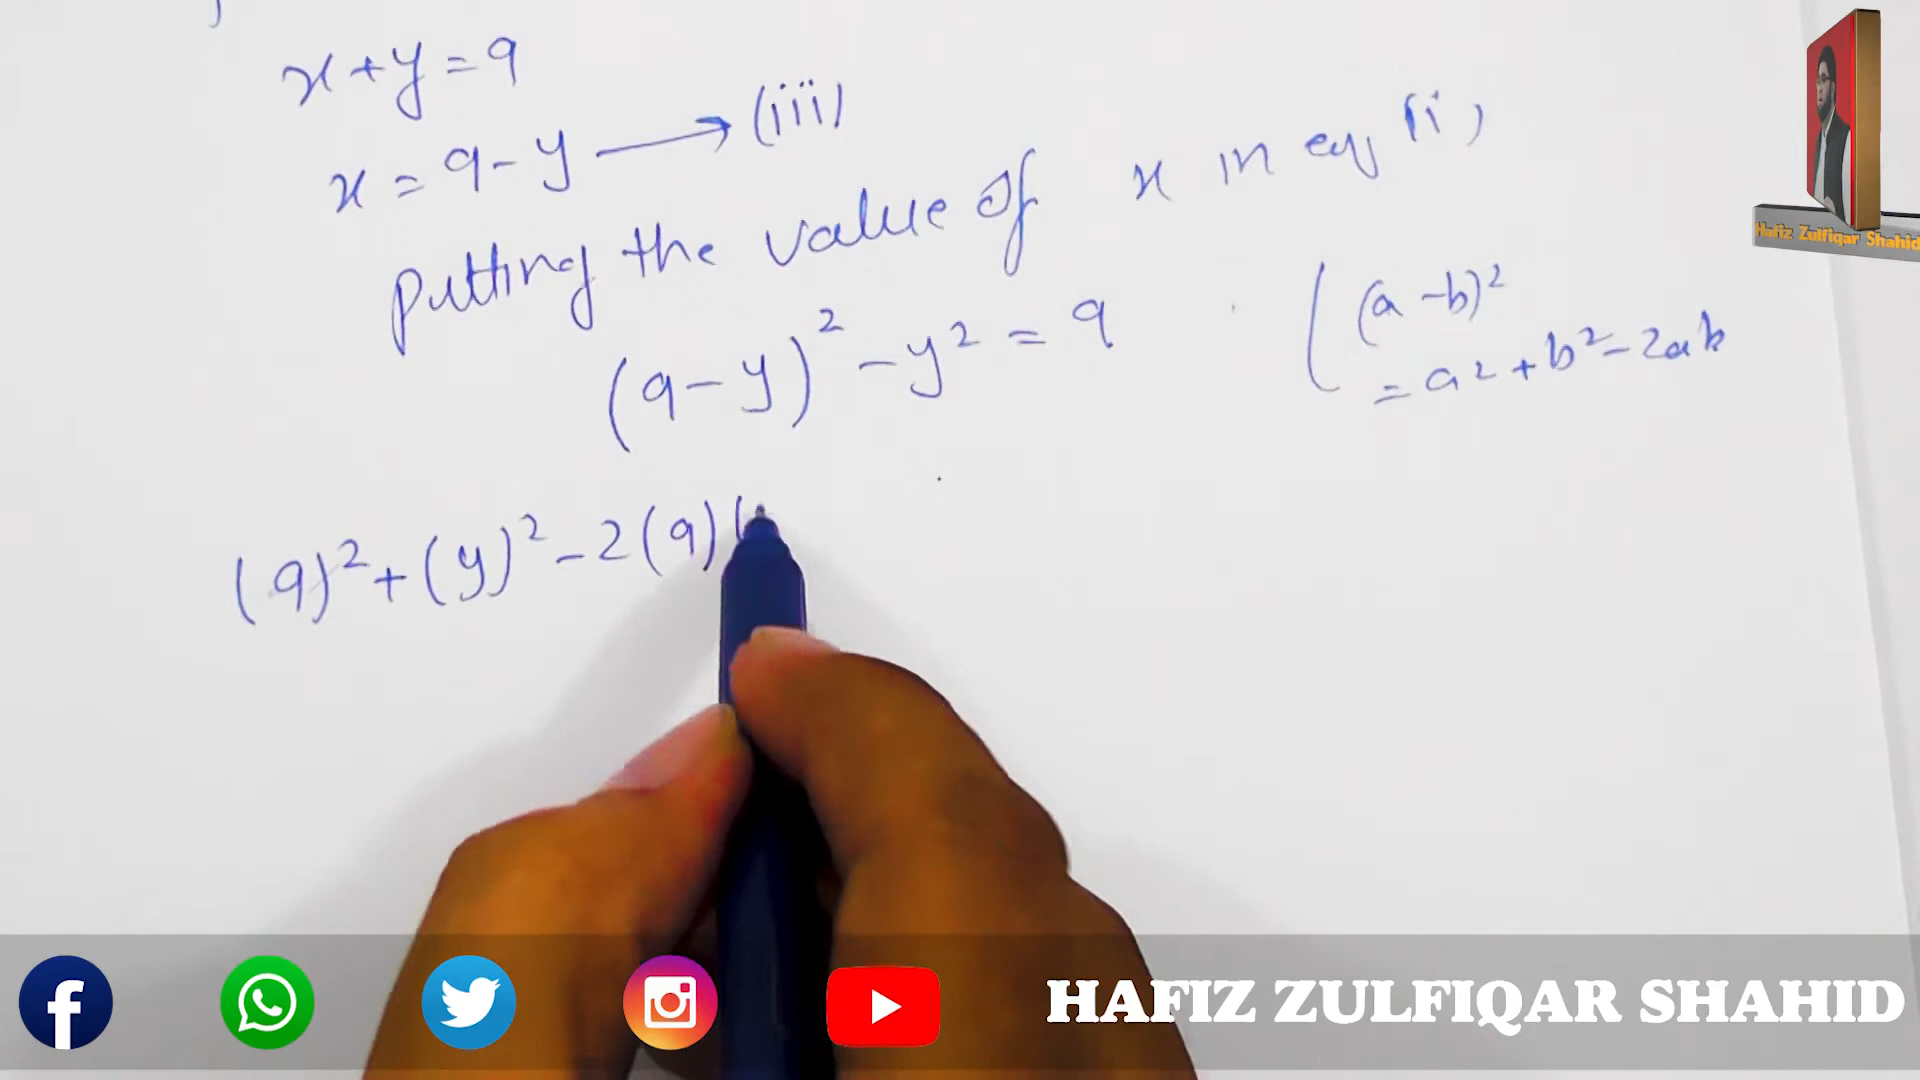 x+y=9
x=9-y → (iii)
putting the value of x in eq (i)
(9-y)²-y²=9
((a-b)²
=a²+b²-2ab
(9)²+(y)²-2(9)(
Hafiz Zulfiqar Shahid
HAFIZ ZULFIQAR SHAHID